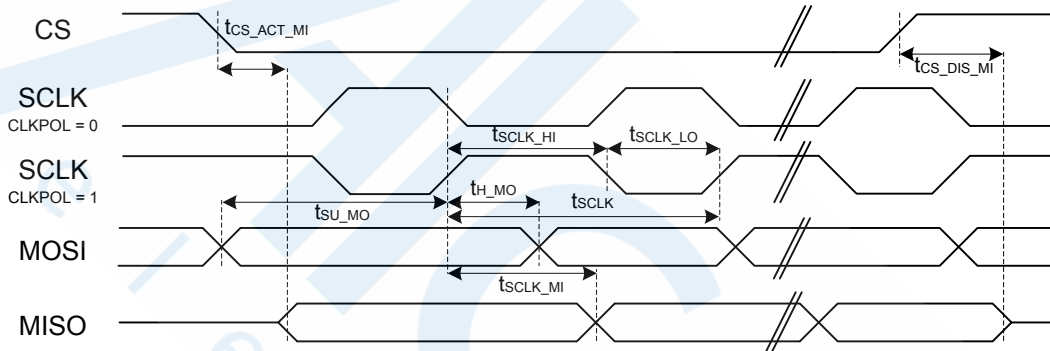 CS
tCS_ACT_MI
tCS_DIS_MI
SCLK
CLKPOL = 0
tSCLK_HI
tSCLK_LO
SCLK
CLKPOL = 1
tSU_MO
tH_MO
tSCLK
MOSI
tSCLK_MI
MISO